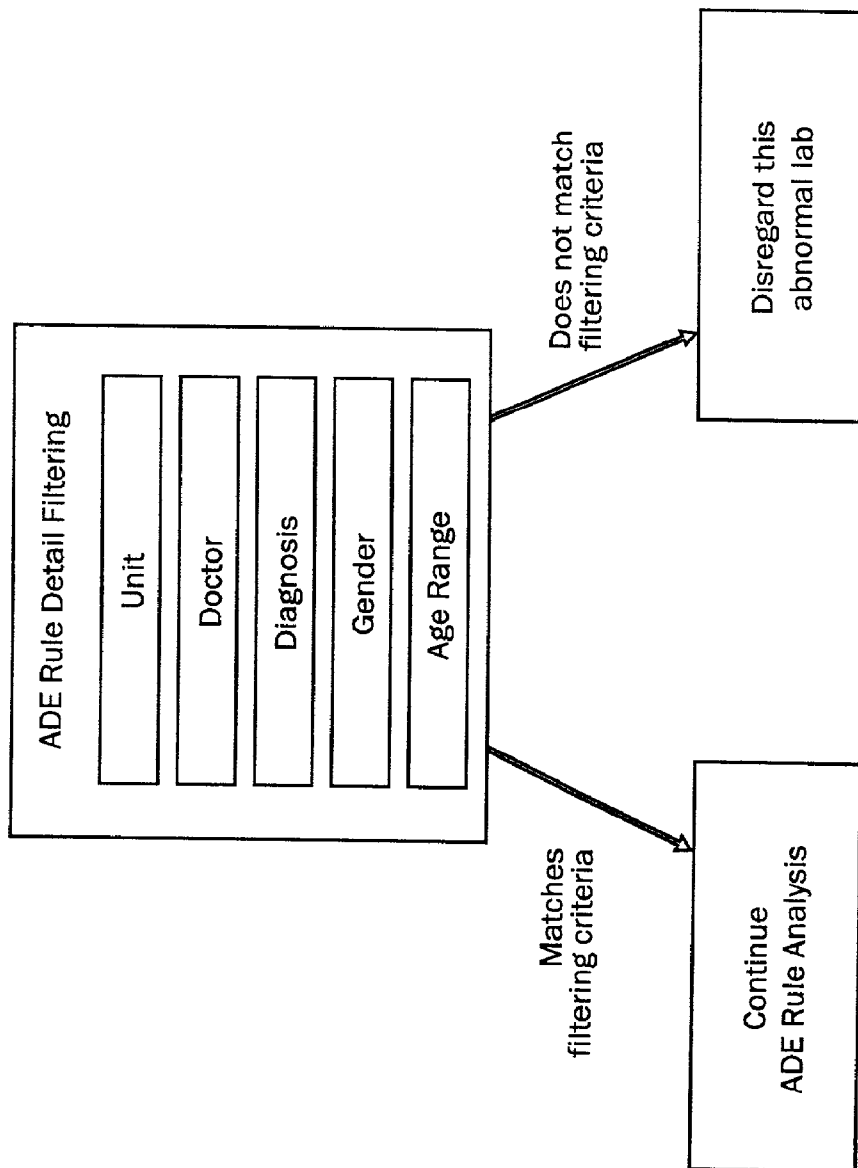 ADE Rule Detail Filtering
Unit
Doctor
Diagnosis
Gender
Age Range
Matches
filtering criteria
Does not match
filtering criteria
Continue
ADE Rule Analysis
Disregard this
abnormal lab